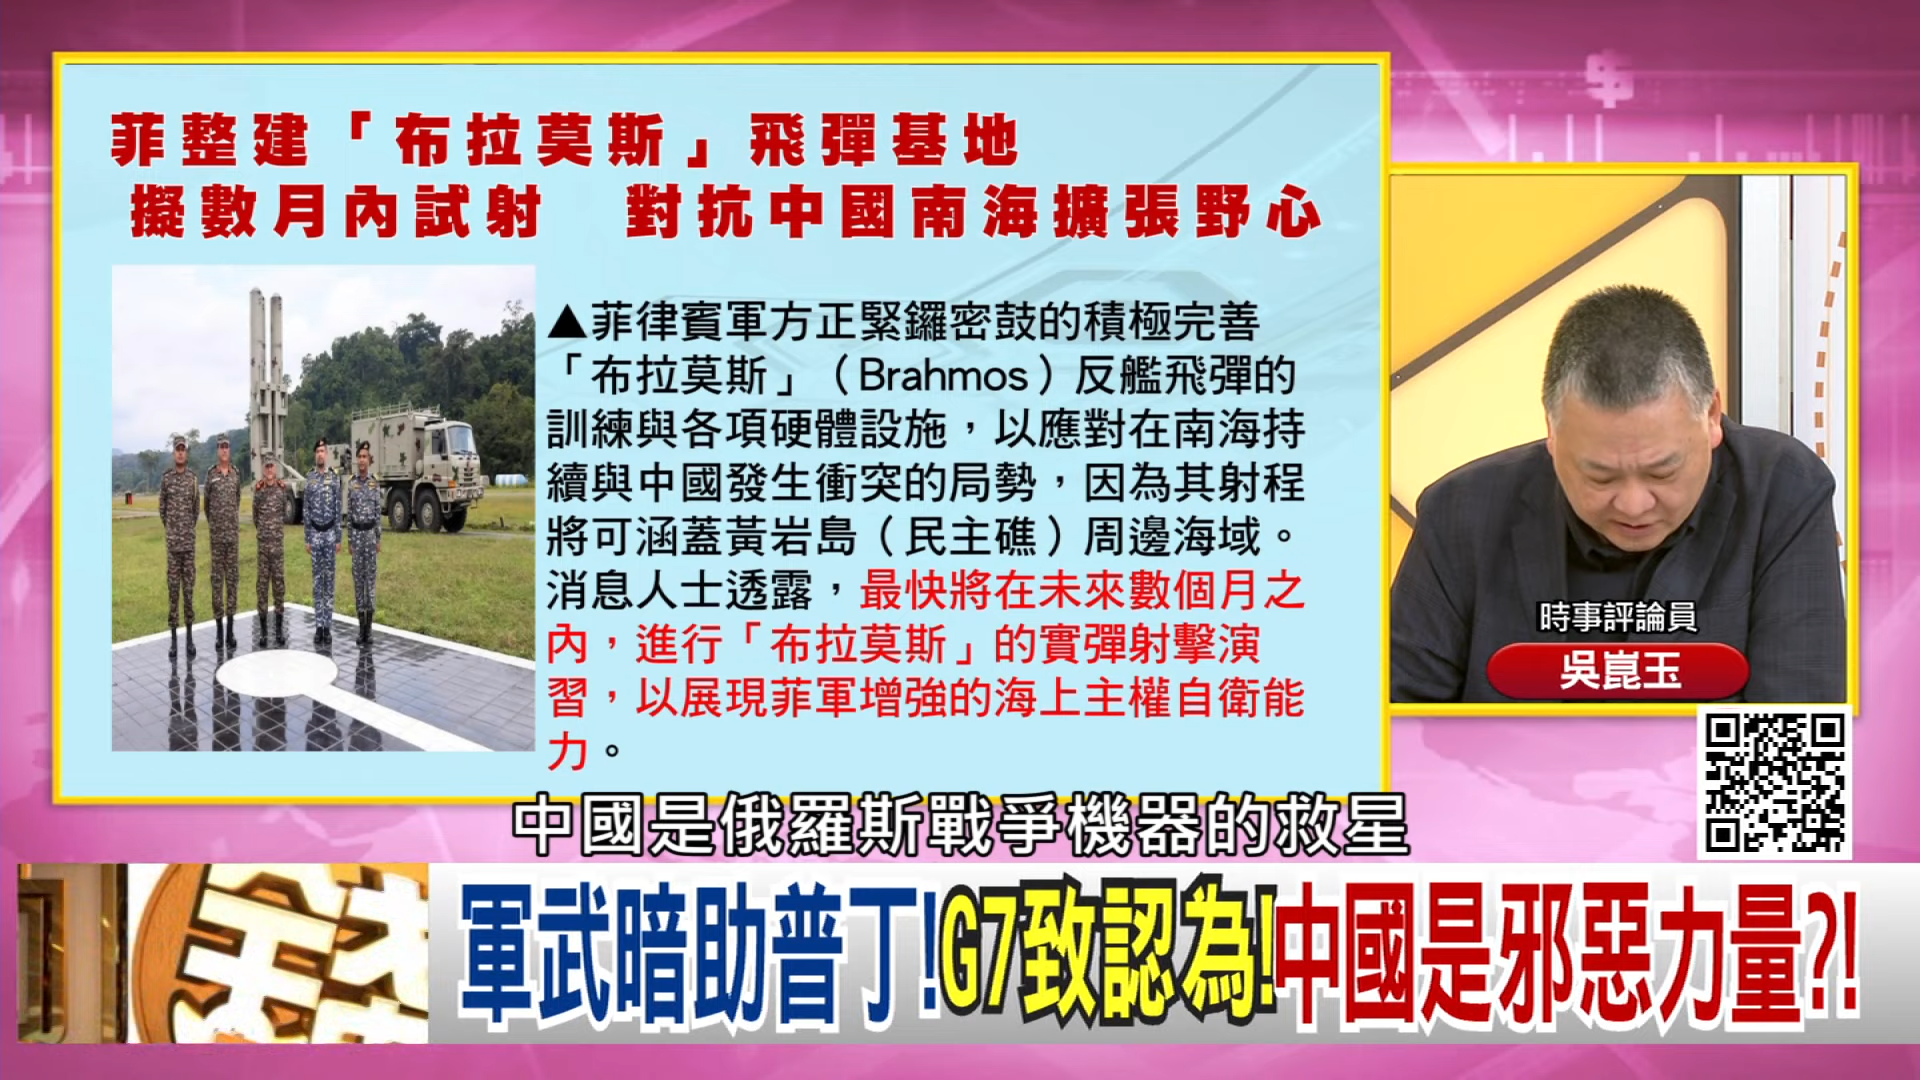 菲整建「布拉莫斯」飛彈基地
擬數月內試射 對抗中國南海擴張野心
▲菲律賓軍方正緊鑼密鼓的積極完善
「布拉莫斯」（Brahmos）反艦飛彈的
訓練與各項硬體設施，以應對在南海持
續與中國發生衝突的局勢，因為其射程
將可涵蓋黃岩島（民主礁）周邊海域。
消息人士透露，最快將在未來數個月之
內，進行「布拉莫斯」的實彈射擊演
習，以展現菲軍增強的海上主權自衛能
力。
時事評論員
吳崑玉
中國是俄羅斯戰爭機器的救星
軍武暗助普丁!G7致認為!中國是邪惡力量?!